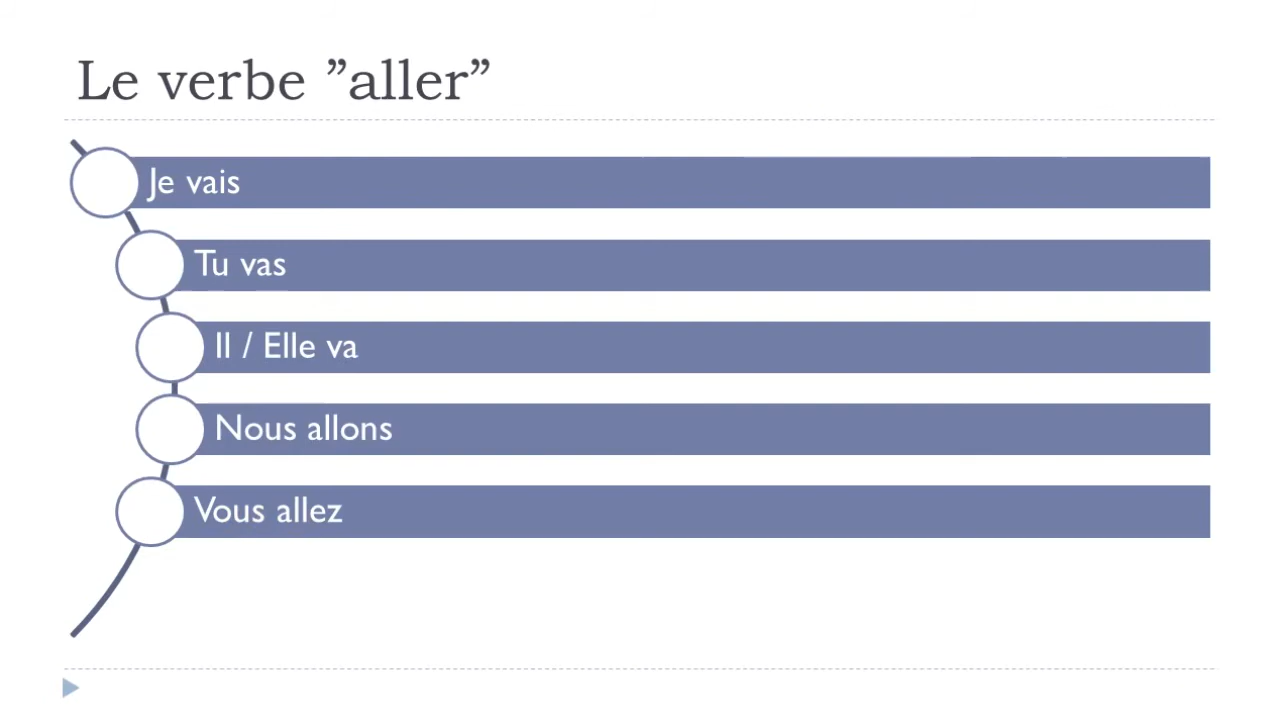 Le verbe ”aller”
Je vais
Tu vas
Il / Elle va
Nous allons
Vous allez